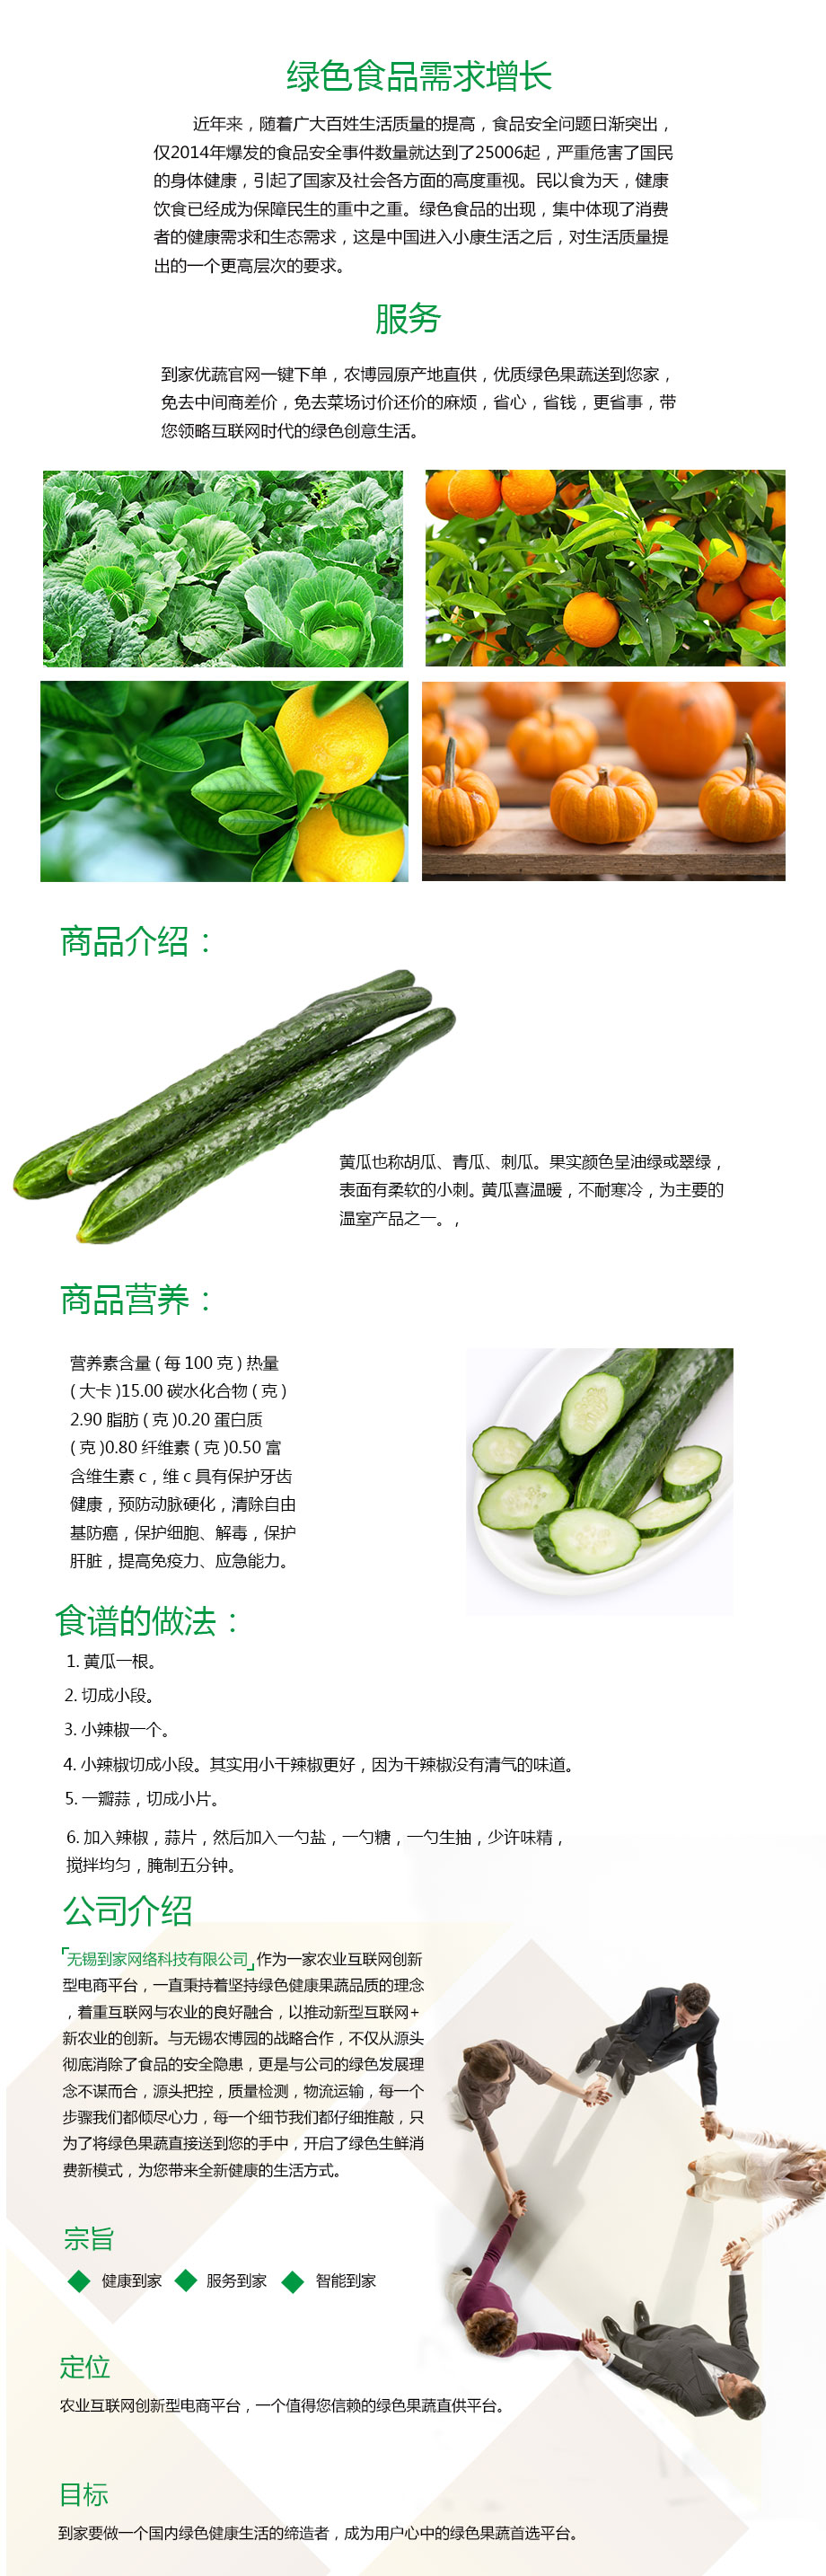 绿色食品需求增长
近年来，随着广大百姓生活质量的提高，食品安全问题日渐突出，
仅2014年爆发的食品安全事件数量就达到了25006起，严重危害了国民
的身体健康，引起了国家及社会各方面的高度重视。民以食为天，健康
饮食已经成为保障民生的重中之重。绿色食品的出现，集中体现了消费
者的健康需求和生态需求，这是中国进入小康生活之后，对生活质量提
出的一个更高层次的要求。
服务
到家优蔬官网一键下单，农博园原产地直供，优质绿色果蔬送到您家，
免去中间商差价，免去菜场讨价还价的麻烦，省心，省钱，更省事，带
您领略互联网时代的绿色创意生活。
商品介绍：
黄瓜也称胡瓜、青瓜、刺瓜。果实颜色呈油绿或翠绿，
表面有柔软的小刺。黄瓜喜温暖，不耐寒冷，为主要的
温室产品之一。，
商品营养：
营养素含量 ( 每 100 克 ) 热量
( 大卡 )15.00 碳水化合物 ( 克 )
2.90 脂肪 ( 克 )0.20 蛋白质
( 克 )0.80 纤维素 ( 克 )0.50 富
含维生素 c，维 c 具有保护牙齿
健康，预防动脉硬化，清除自由
基防癌，保护细胞、解毒，保护
肝脏，提高免疫力、应急能力。
食谱的做法：
1. 黄瓜一根。
2. 切成小段。
3. 小辣椒一个。
4. 小辣椒切成小段。其实用小干辣椒更好，因为干辣椒没有清气的味道。
5. 一瓣蒜，切成小片。
6. 加入辣椒，蒜片，然后加入一勺盐，一勺糖，一勺生抽，少许味精，
搅拌均匀，腌制五分钟。
公司介绍
「无锡到家网络科技有限公司」作为一家农业互联网创新
型电商平台，一直秉持着坚持绿色健康果蔬品质的理念
，着重互联网与农业的良好融合，以推动新型互联网+
新农业的创新。与无锡农博园的战略合作，不仅从源头
彻底消除了食品的安全隐患，更是与公司的绿色发展理
念不谋而合，源头把控，质量检测，物流运输，每一个
步骤我们都倾尽心力，每一个细节我们都仔细推敲，只
为了将绿色果蔬直接送到您的手中，开启了绿色生鲜消
费新模式，为您带来全新健康的生活方式。
宗旨
◆ 健康到家 ◆ 服务到家 ◆ 智能到家
定位
农业互联网创新型电商平台，一个值得您信赖的绿色果蔬直供平台。
目标
到家要做一个国内绿色健康生活的缔造者，成为用户心中的绿色果蔬首选平台。